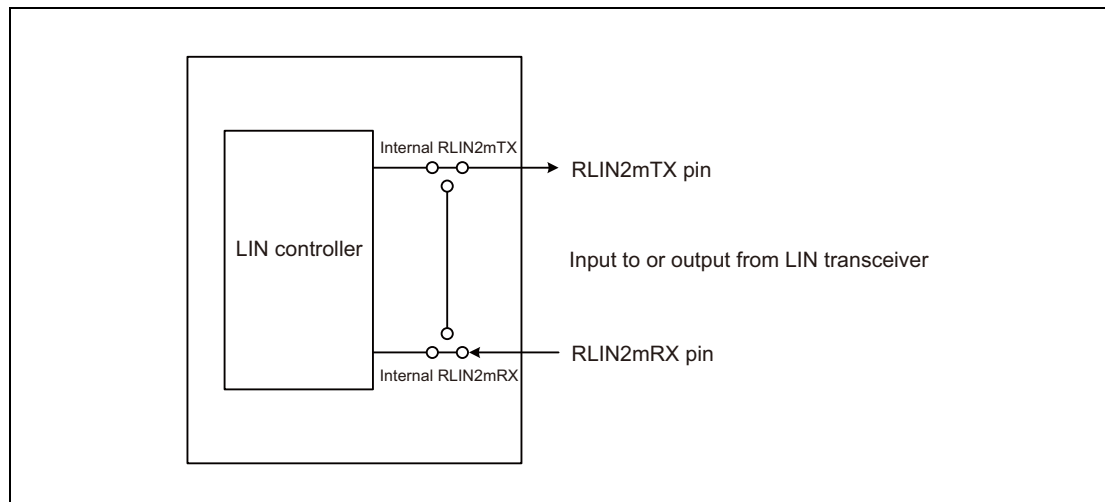 Internal RLIN2mTX
RLIN2mTX pin
LIN controller
Input to or output from LIN transceiver
RLIN2mRX pin
Internal RLIN2mRX